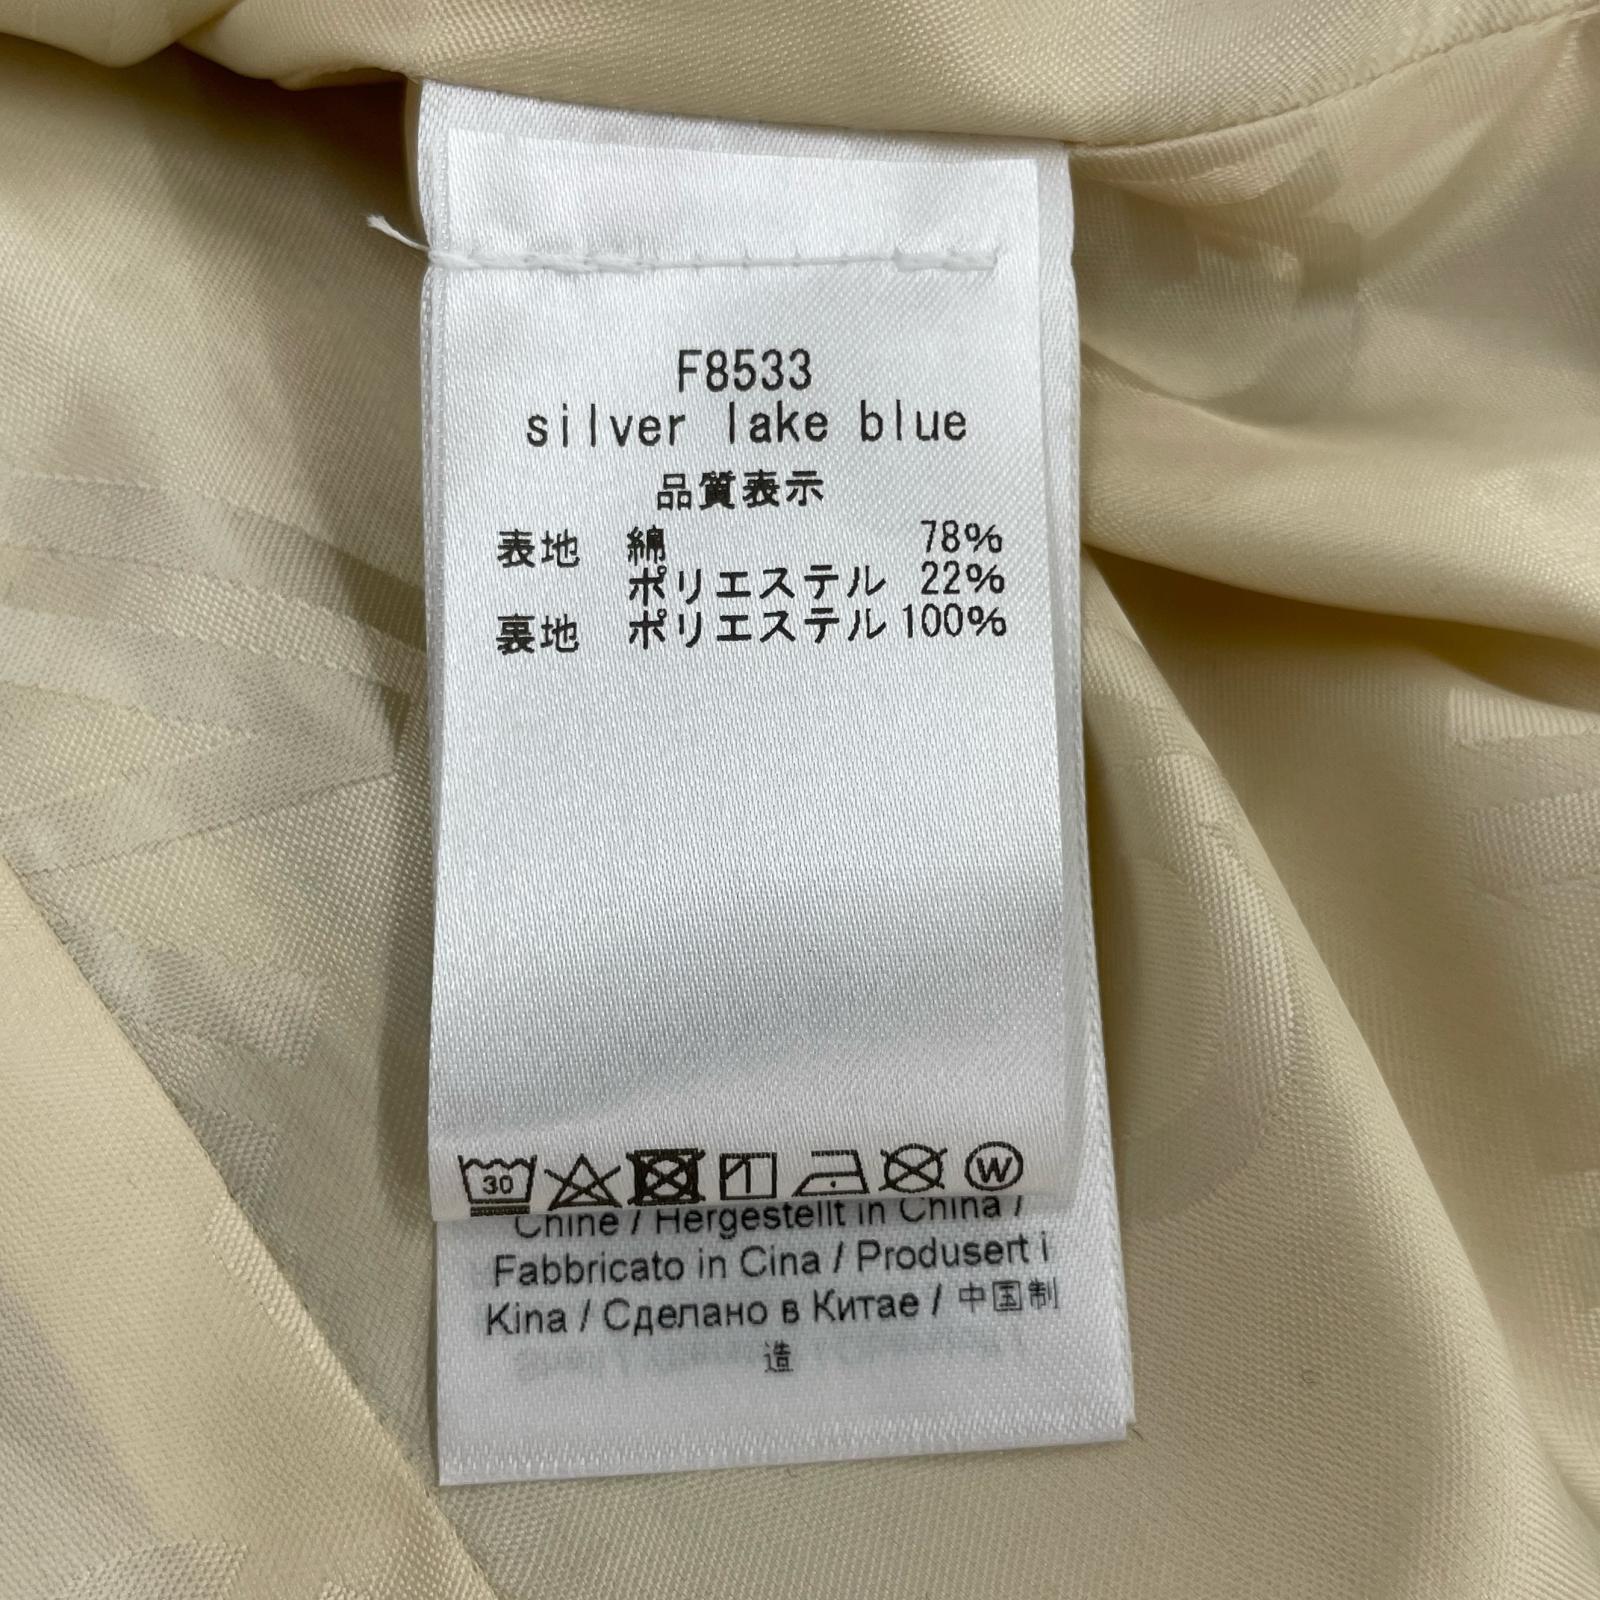 F8533
silver lake blue
品質表示
表地 綿 78%
ポリエステル 22%
裏地 ポリエステル 100%
30 W
Chine / Hergestellt in China /
Fabbricato in Cina / Produsert i
Kina / Сделано в Китае / 中国制
造